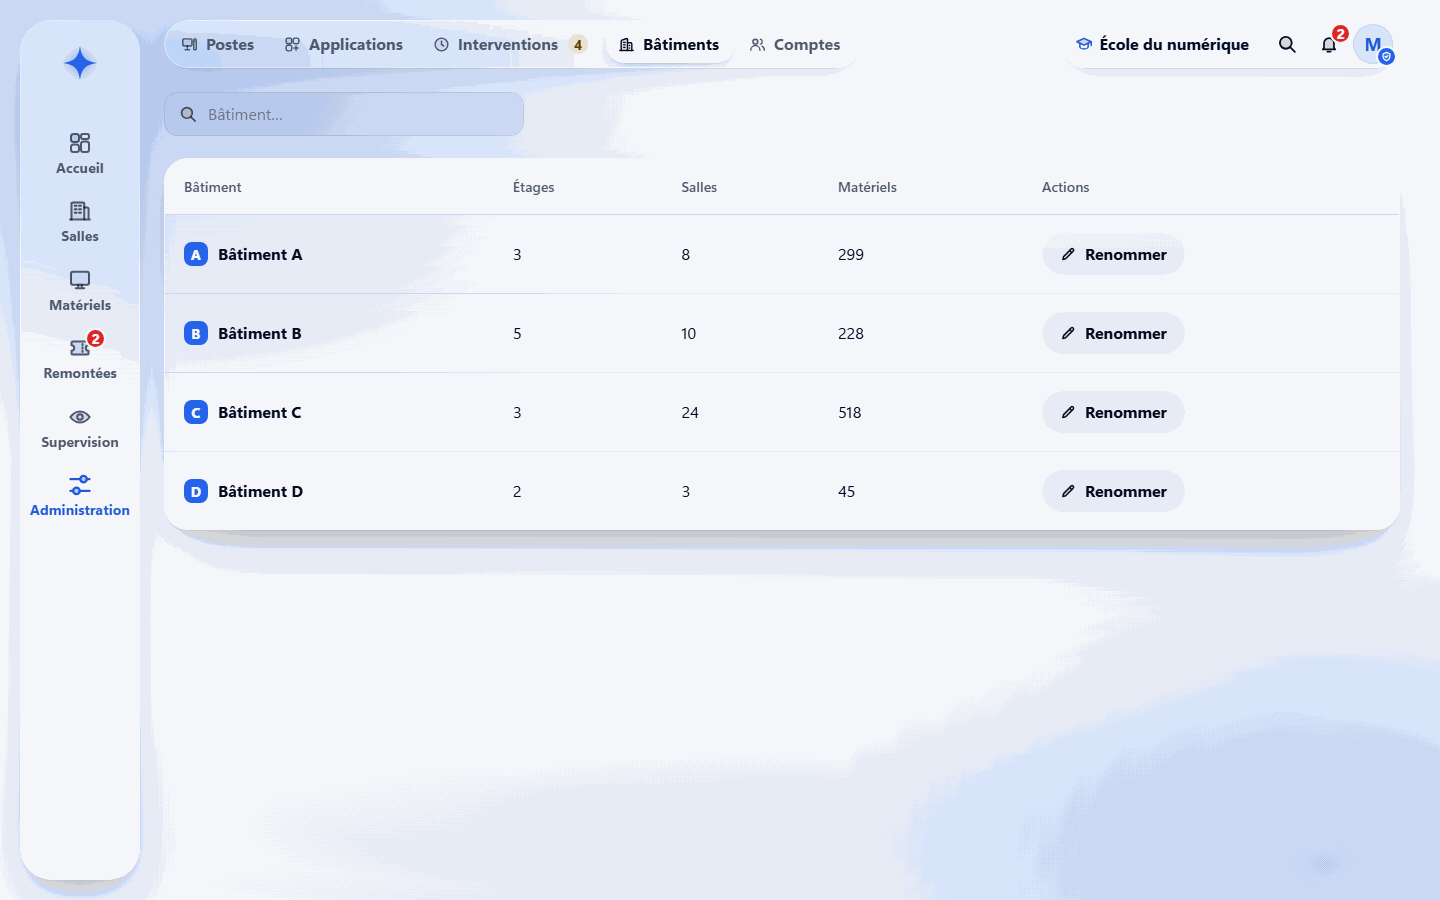 Postes
Applications
Interventions 4
Bâtiments
Comptes
École du numérique
2
M
Accueil
Salles
Matériels
2
Remontées
Supervision
Administration
Bâtiment...
Bâtiment Étages Salles Matériels Actions
A Bâtiment A 3 8 299 Renommer
B Bâtiment B 5 10 228 Renommer
C Bâtiment C 3 24 518 Renommer
D Bâtiment D 2 3 45 Renommer